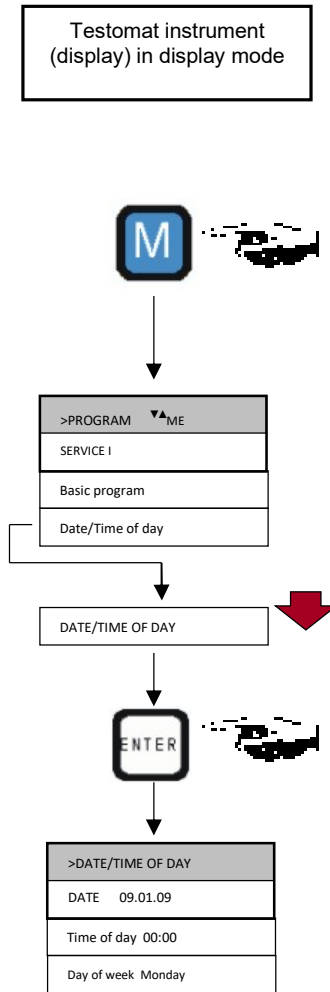 Testomat instrument
(display) in display mode
M
>PROGRAM ▼▲ME
SERVICE I
Basic program
Date/Time of day
DATE/TIME OF DAY
ENTER
>DATE/TIME OF DAY
DATE 09.01.09
Time of day 00:00
Day of week Monday